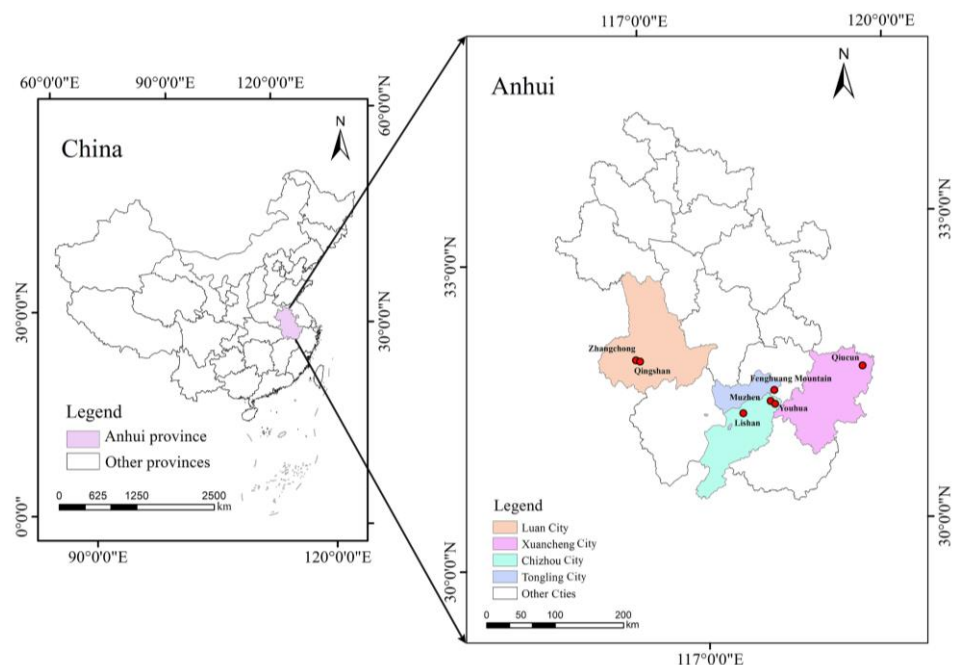 117°0'0"E
120°0'0"E
60°0'0"E
90°0'0"E
120°0'0"E
China
N
60°0'0"N
30°0'0"N
30°0'0"N
0°0'0"
Legend
Anhui province
Other provinces
0
625
1250
2500
km
90°0'0"E
120°0'0"E
Anhui
N
33°0'0"N
33°0'0"N
Zhangchong
Qingshan
Qiucun
Fenghuang Mountain
Muzhen
Youhua
Lishan
30°0'0"N
30°0'0"N
Legend
Luan City
Xuancheng City
Chizhou City
Tongling City
Other Cties
0
50
100
200
km
117°0'0"E